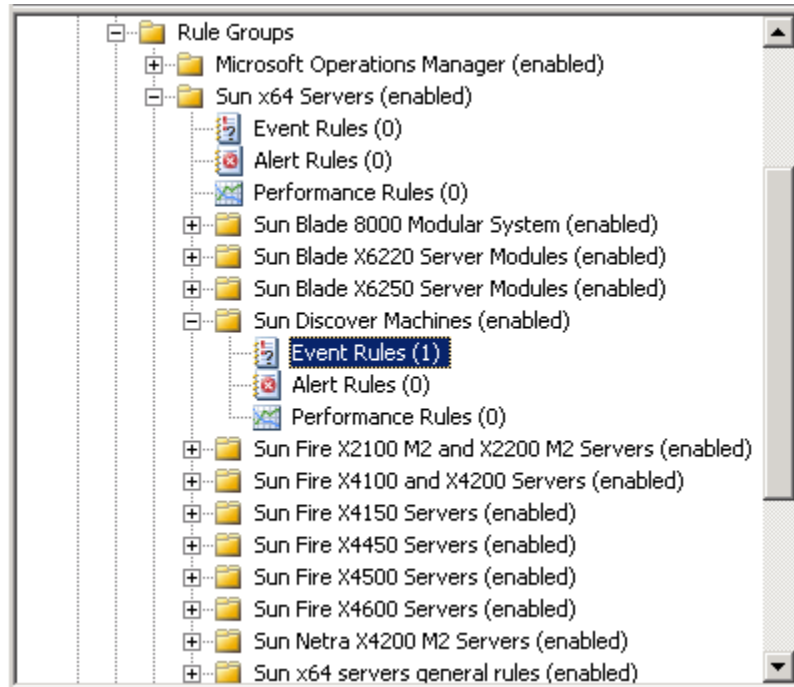 Rule Groups
Microsoft Operations Manager (enabled)
Sun x64 Servers (enabled)
Event Rules (0)
Alert Rules (0)
Performance Rules (0)
Sun Blade 8000 Modular System (enabled)
Sun Blade X6220 Server Modules (enabled)
Sun Blade X6250 Server Modules (enabled)
Sun Discover Machines (enabled)
Event Rules (1)
Alert Rules (0)
Performance Rules (0)
Sun Fire X2100 M2 and X2200 M2 Servers (enabled)
Sun Fire X4100 and X4200 Servers (enabled)
Sun Fire X4150 Servers (enabled)
Sun Fire X4450 Servers (enabled)
Sun Fire X4500 Servers (enabled)
Sun Fire X4600 Servers (enabled)
Sun Netra X4200 M2 Servers (enabled)
Sun x64 servers general rules (enabled)